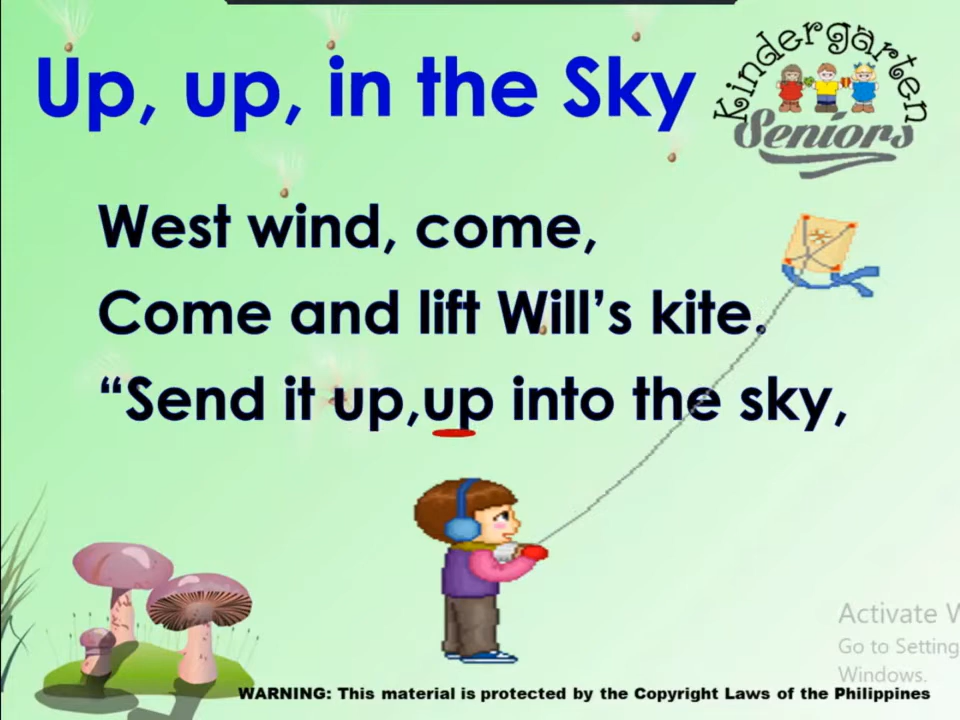 Up, up, in the Sky
Kindergarten
Seniors
West wind, come,
Come and lift Will’s kite.
“Send it up,up into the sky,
Activate W
Go to Setting
Windows.
WARNING: This material is protected by the Copyright Laws of the Philippines